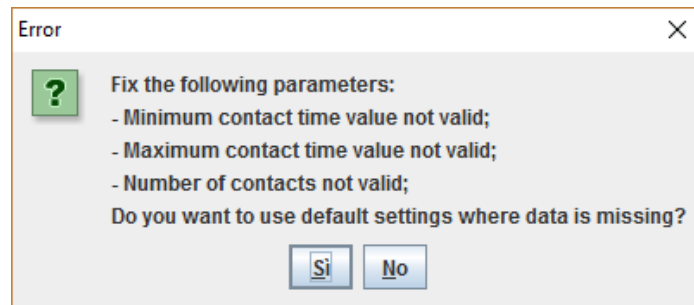 Error
Fix the following parameters:
- Minimum contact time value not valid;
- Maximum contact time value not valid;
- Number of contacts not valid;
Do you want to use default settings where data is missing?
Sì No